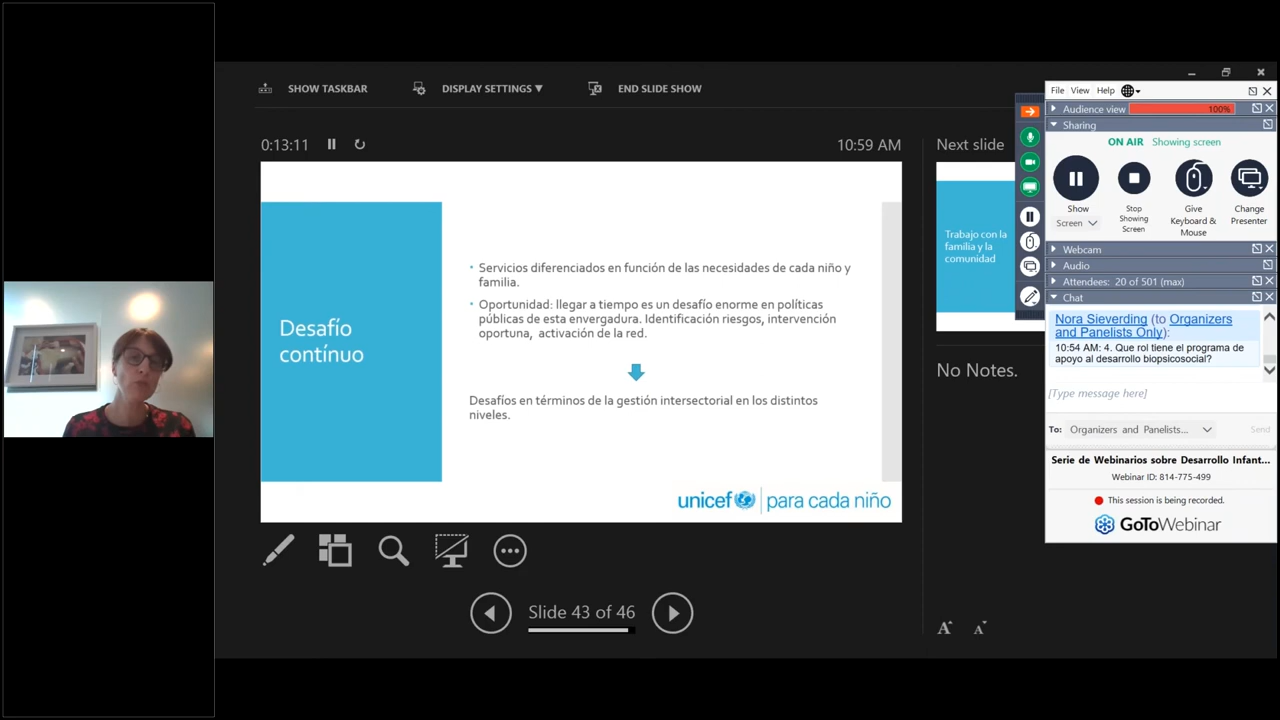 SHOW TASKBAR
DISPLAY SETTINGS ▼
END SLIDE SHOW
0:13:11
10:59 AM
Desafío
contínuo
• Servicios diferenciados en función de las necesidades de cada niño y
familia.
• Oportunidad: llegar a tiempo es un desafío enorme en políticas
públicas de esta envergadura. Identificación riesgos, intervención
oportuna, activación de la red.
Desafíos en términos de la gestión intersectorial en los distintos
niveles.
unicef para cada niño
Slide 43 of 46
Next slide
Trabajo con la
familia y la
comunidad
No Notes.
A A
File View Help
Audience view 100%
Sharing
ON AIR Showing screen
Show
Screen
Stop
Showing
Screen
Give
Keyboard &
Mouse
Change
Presenter
Webcam
Audio
Attendees: 20 of 501 (max)
Chat
Nora Sieverding (to Organizers
and Panelists Only):
10:54 AM: 4. Que rol tiene el programa de
apoyo al desarrollo biopsicosocial?
[Type message here]
To: Organizers and Panelists...
Send
Serie de Webinarios sobre Desarrollo Infant...
Webinar ID: 814-775-499
This session is being recorded.
GoToWebinar